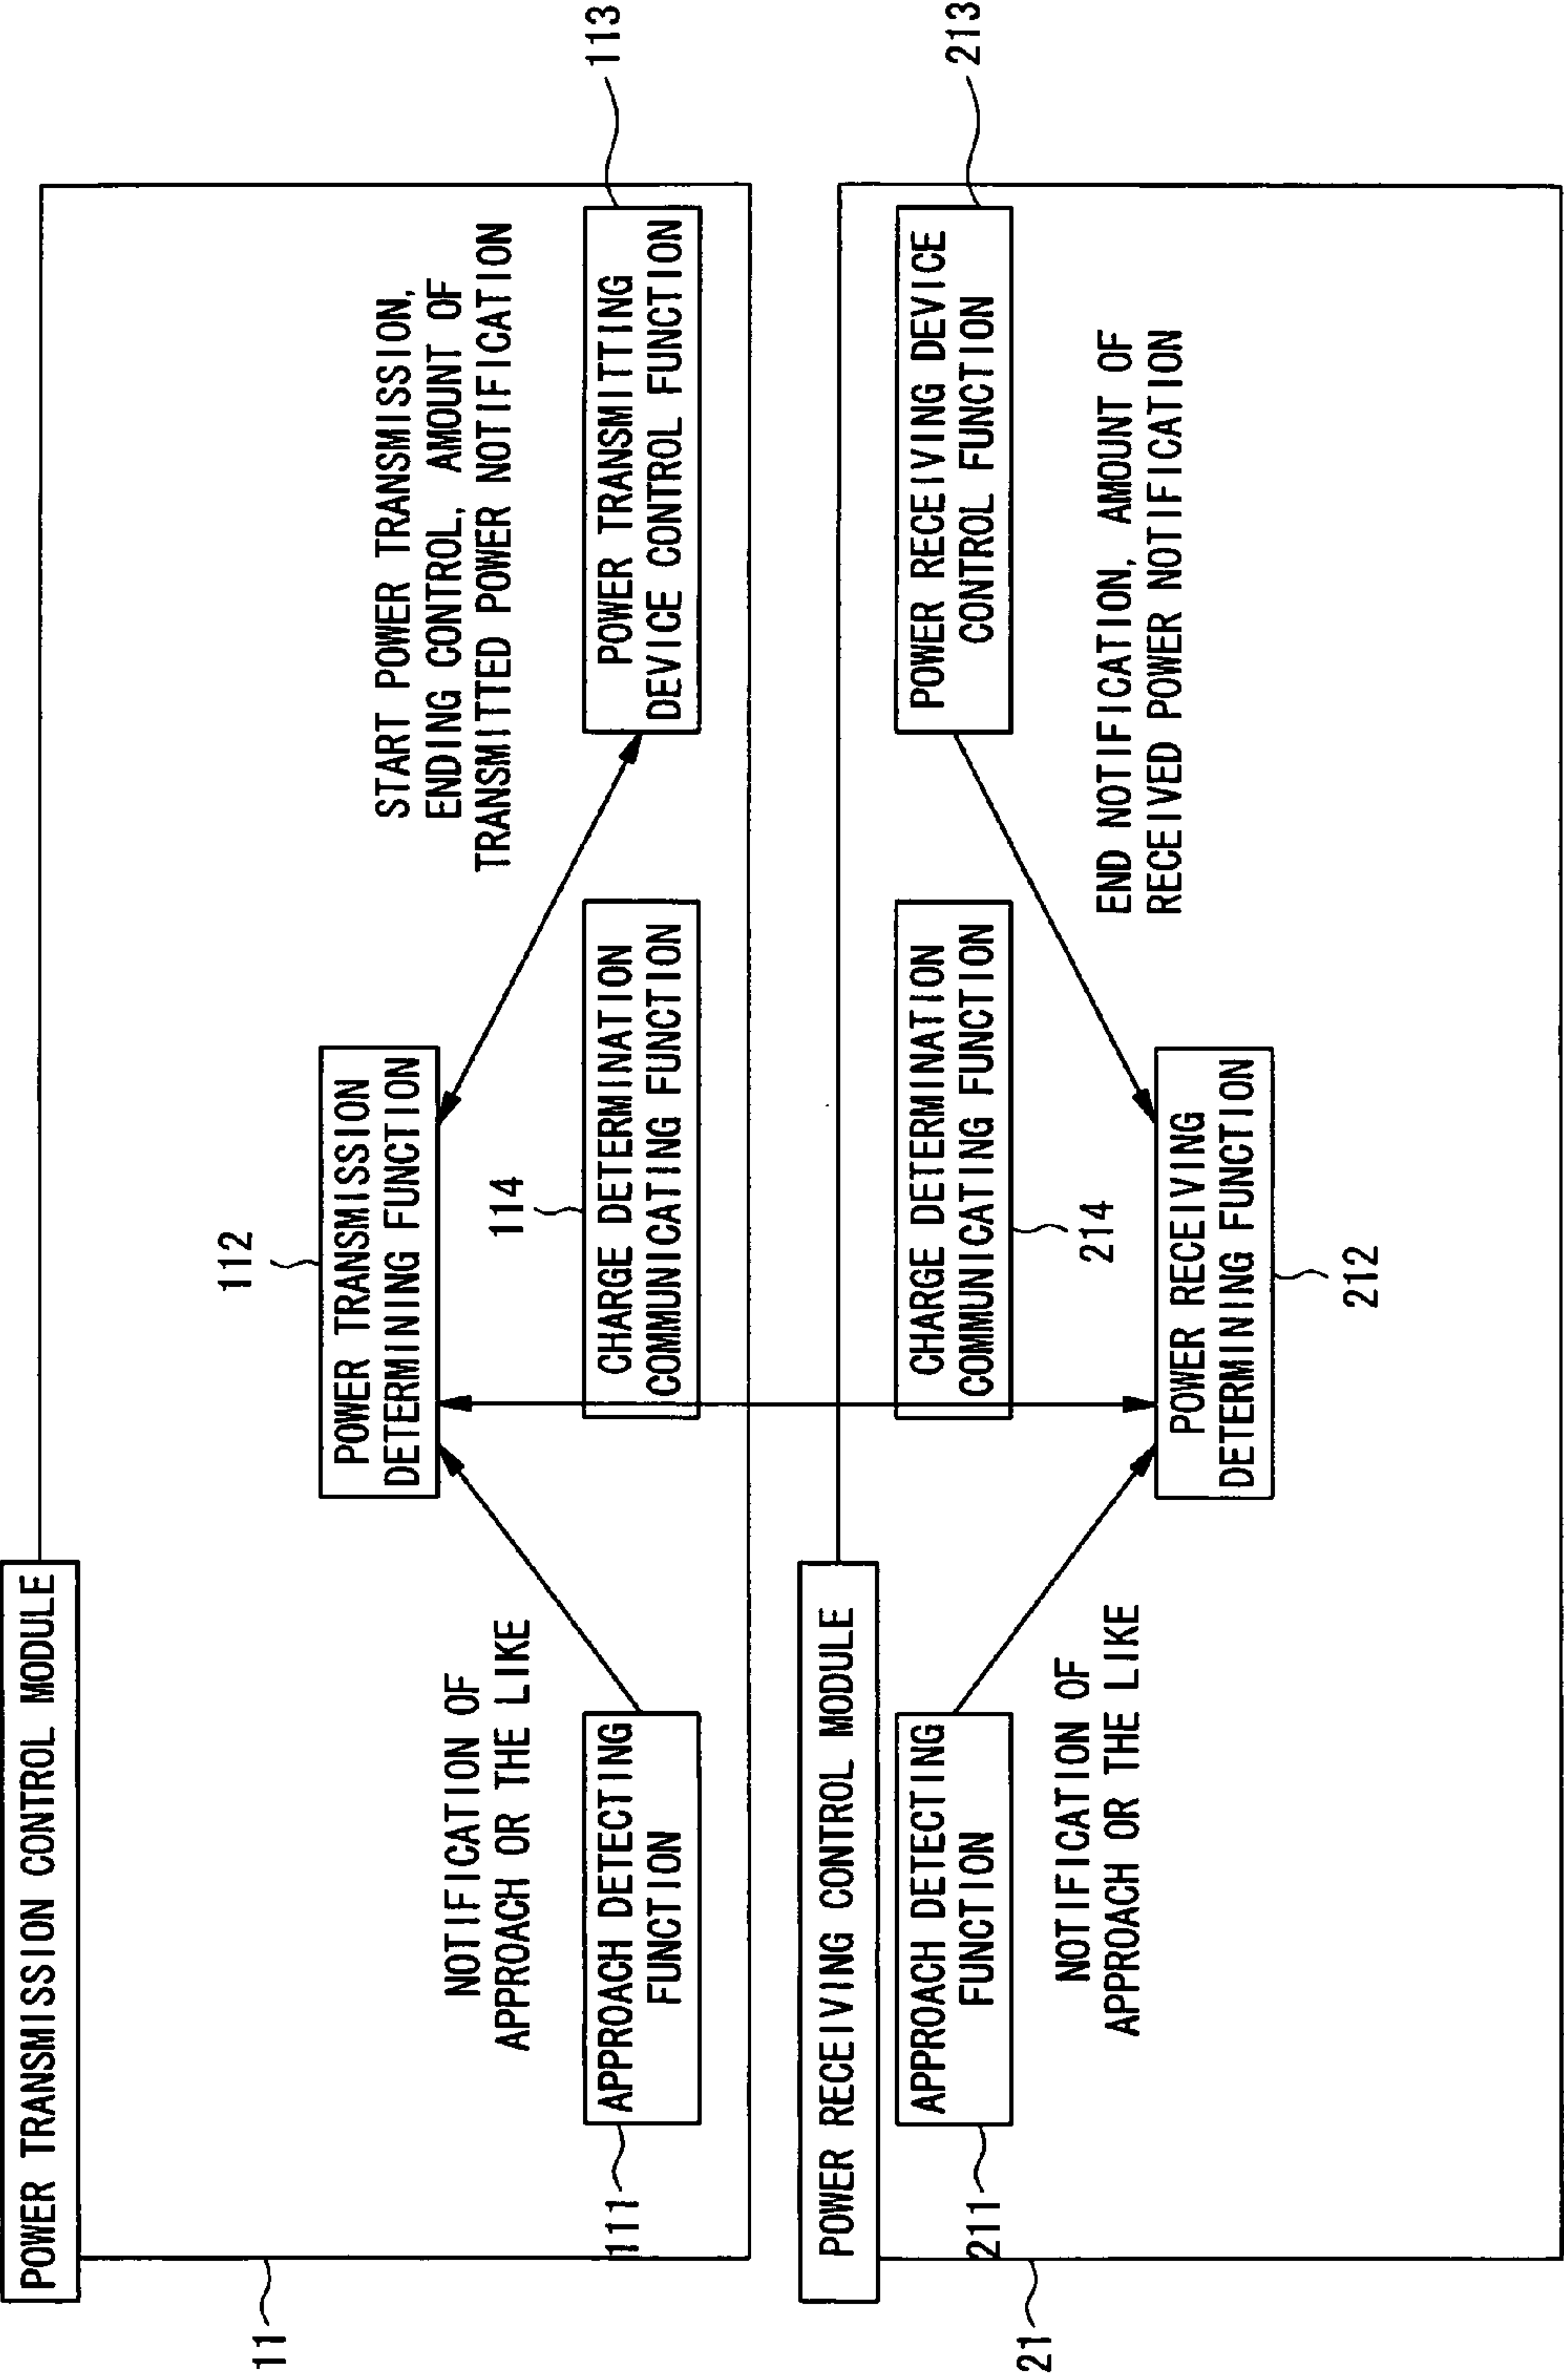 POWER TRANSMISSION CONTROL MODULE
11
112
POWER TRANSMISSION
DETERMINING FUNCTION
START POWER TRANSMISSION,
ENDING CONTROL, AMOUNT OF
TRANSMITTED POWER NOTIFICATION
NOTIFICATION OF
APPROACH OR THE LIKE
114
111
APPROACH DETECTING
FUNCTION
CHARGE DETERMINATION
COMMUNICATING FUNCTION
POWER TRANSMITTING
DEVICE CONTROL FUNCTION
113
POWER RECEIVING CONTROL MODULE
21
211
APPROACH DETECTING
FUNCTION
CHARGE DETERMINATION
COMMUNICATING FUNCTION
POWER RECEIVING DEVICE
CONTROL FUNCTION
213
NOTIFICATION OF
APPROACH OR THE LIKE
214
END NOTIFICATION, AMOUNT OF
RECEIVED POWER NOTIFICATION
POWER RECEIVING
DETERMINING FUNCTION
212